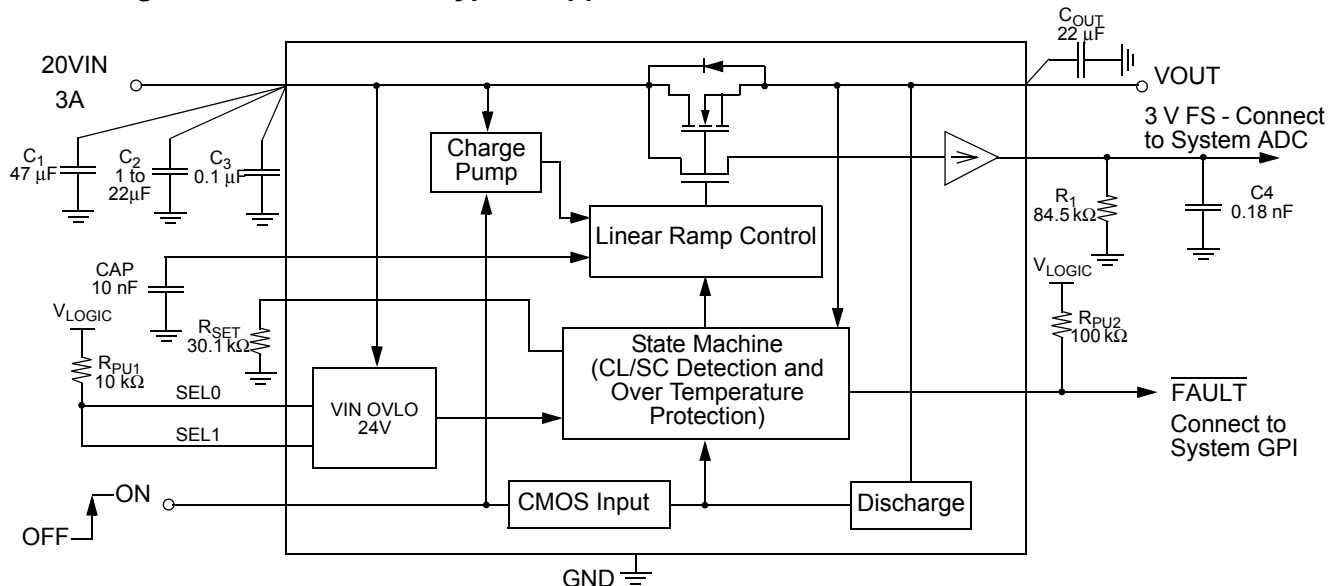 20VIN
3A
C1
47 μF
C2
1 to
22μF
C3
0.1 μF
COUT
22 μF
VOUT
3 V FS - Connect
to System ADC
Charge
Pump
Linear Ramp Control
R1
84.5 kΩ
C4
0.18 nF
CAP
10 nF
VLOGIC
RPU1
10 kΩ
RSET
30.1 kΩ
SEL0
SEL1
VIN OVLO
24V
State Machine
(CL/SC Detection and
Over Temperature
Protection)
VLOGIC
RPU2
100 kΩ
FAULT
Connect to
System GPI
ON
OFF
CMOS Input
Discharge
GND